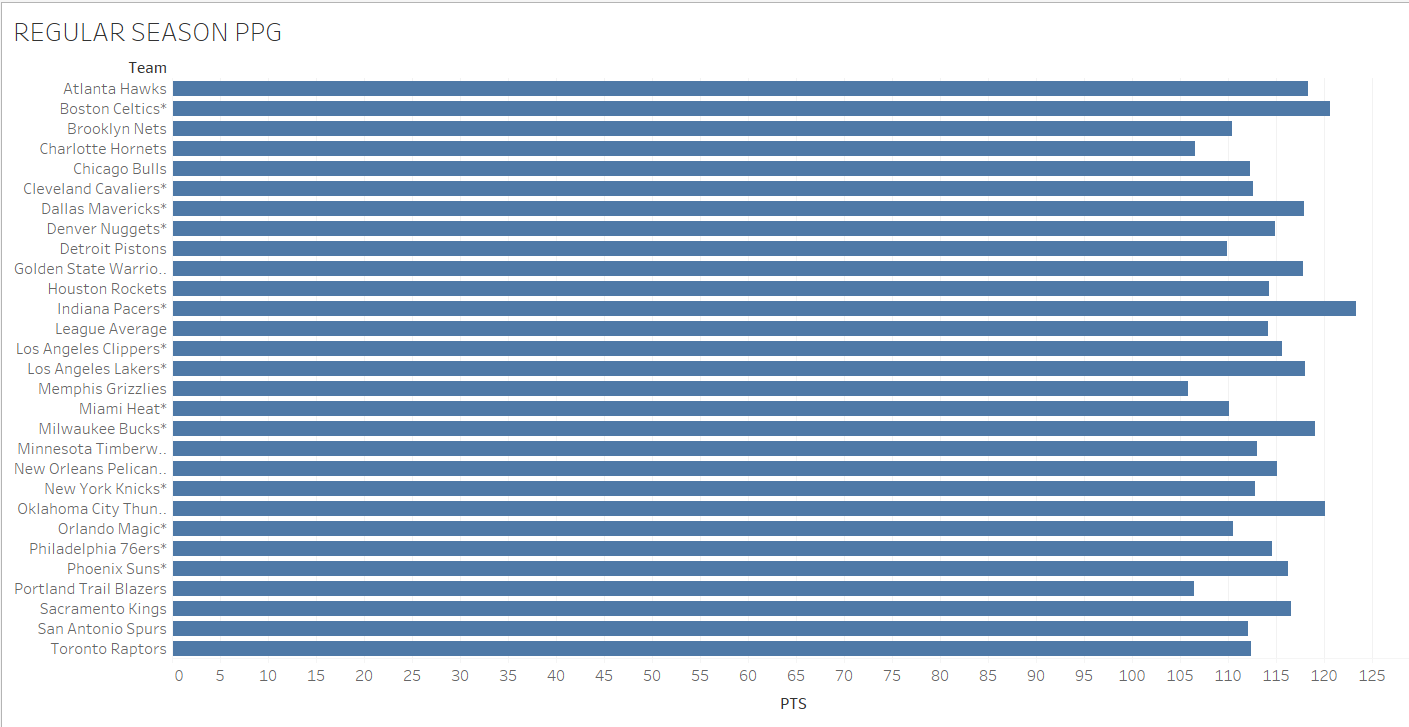 REGULAR SEASON PPG
Team
Atlanta Hawks
Boston Celtics*
Brooklyn Nets
Charlotte Hornets
Chicago Bulls
Cleveland Cavaliers*
Dallas Mavericks*
Denver Nuggets*
Detroit Pistons
Golden State Warrio..
Houston Rockets
Indiana Pacers*
League Average
Los Angeles Clippers*
Los Angeles Lakers*
Memphis Grizzlies
Miami Heat*
Milwaukee Bucks*
Minnesota Timberw..
New Orleans Pelican..
New York Knicks*
Oklahoma City Thun..
Orlando Magic*
Philadelphia 76ers*
Phoenix Suns*
Portland Trail Blazers
Sacramento Kings
San Antonio Spurs
Toronto Raptors
0 5 10 15 20 25 30 35 40 45 50 55 60 65 70 75 80 85 90 95 100 105 110 115 120 125
PTS